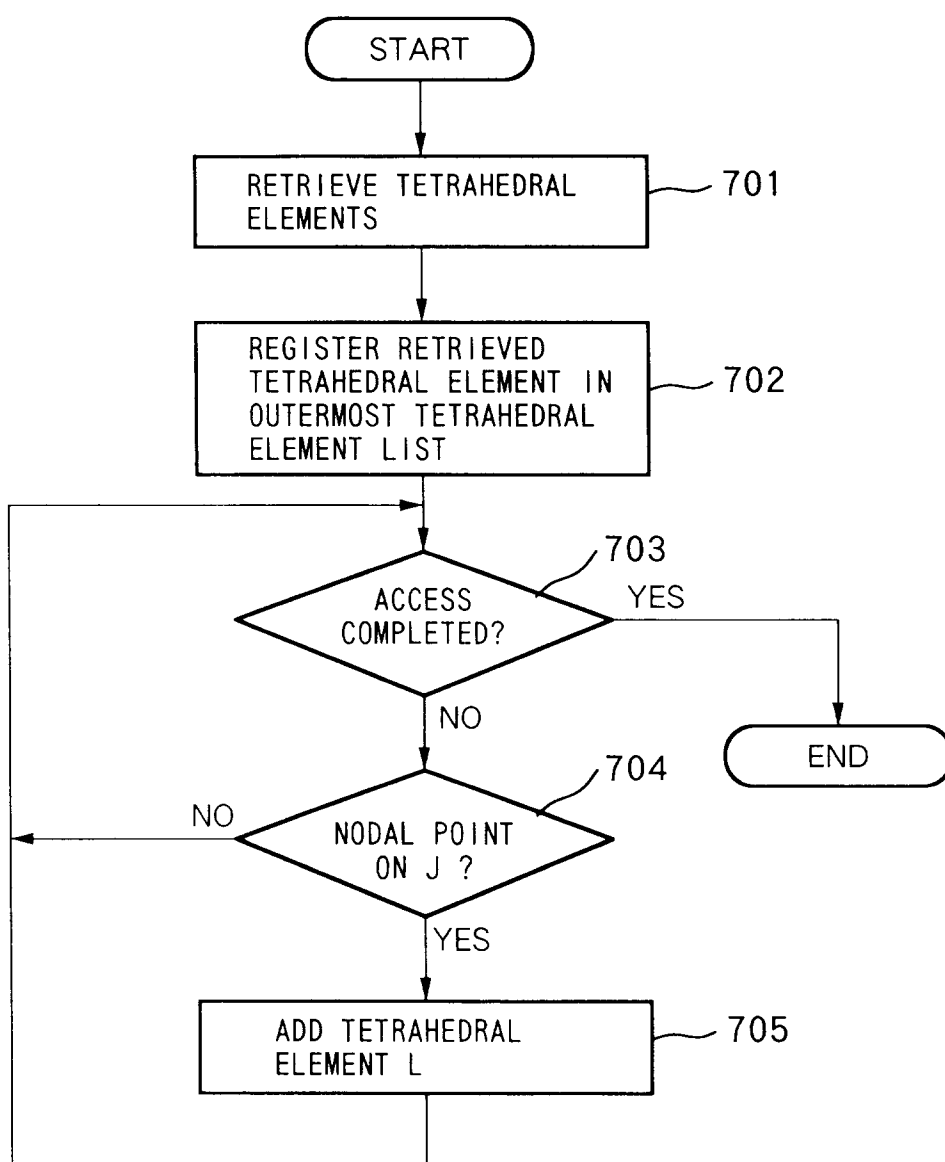 START
RETRIEVE TETRAHEDRAL
ELEMENTS
701
REGISTER RETRIEVED
TETRAHEDRAL ELEMENT IN
OUTERMOST TETRAHEDRAL
ELEMENT LIST
702
703
ACCESS
COMPLETED?
YES
NO
END
704
NO
NODAL POINT
ON J ?
YES
ADD TETRAHEDRAL
ELEMENT L
705